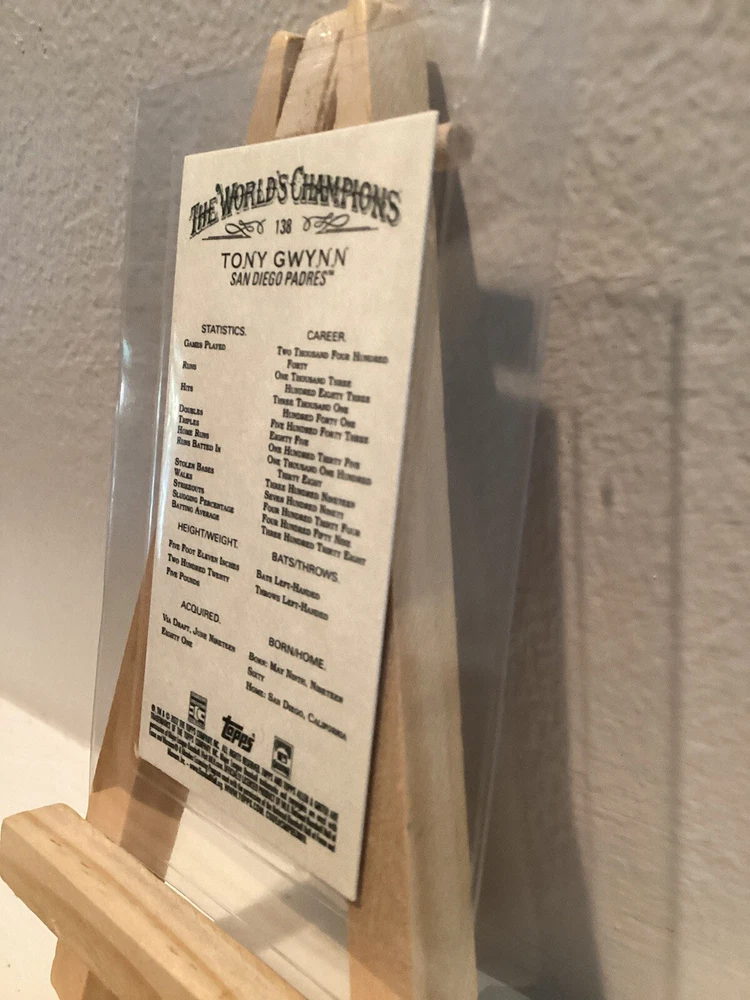 THE WORLD'S CHAMPIONS
138
TONY GWYNN
SAN DIEGO PADRES™
STATISTICS. CAREER.
GAMES PLAYED TWO THOUSAND FOUR HUNDRED
FORTY
RUNS ONE THOUSAND THREE
HUNDRED EIGHTY THREE
HITS THREE THOUSAND ONE
HUNDRED FORTY ONE
DOUBLES FIVE HUNDRED FORTY THREE
TRIPLES EIGHTY FIVE
HOME RUNS ONE HUNDRED THIRTY FIVE
RUNS BATTED IN ONE THOUSAND ONE HUNDRED
THIRTY EIGHT
STOLEN BASES THREE HUNDRED NINETEEN
WALKS SEVEN HUNDRED NINETY
STRIKEOUTS FOUR HUNDRED THIRTY FOUR
SLUGGING PERCENTAGE FOUR HUNDRED FIFTY NINE
BATTING AVERAGE THREE HUNDRED THIRTY EIGHT
HEIGHT/WEIGHT. BATS/THROWS.
FIVE FOOT ELEVEN INCHES BATS LEFT-HANDED
TWO HUNDRED TWENTY THROWS LEFT-HANDED
FIVE POUNDS
ACQUIRED. BORN/HOME.
VIA DRAFT, JUNE NINETEEN BORN: MAY NINTH, NINETEEN
EIGHTY ONE SIXTY
HOME: SAN DIEGO, CALIFORNIA
topps